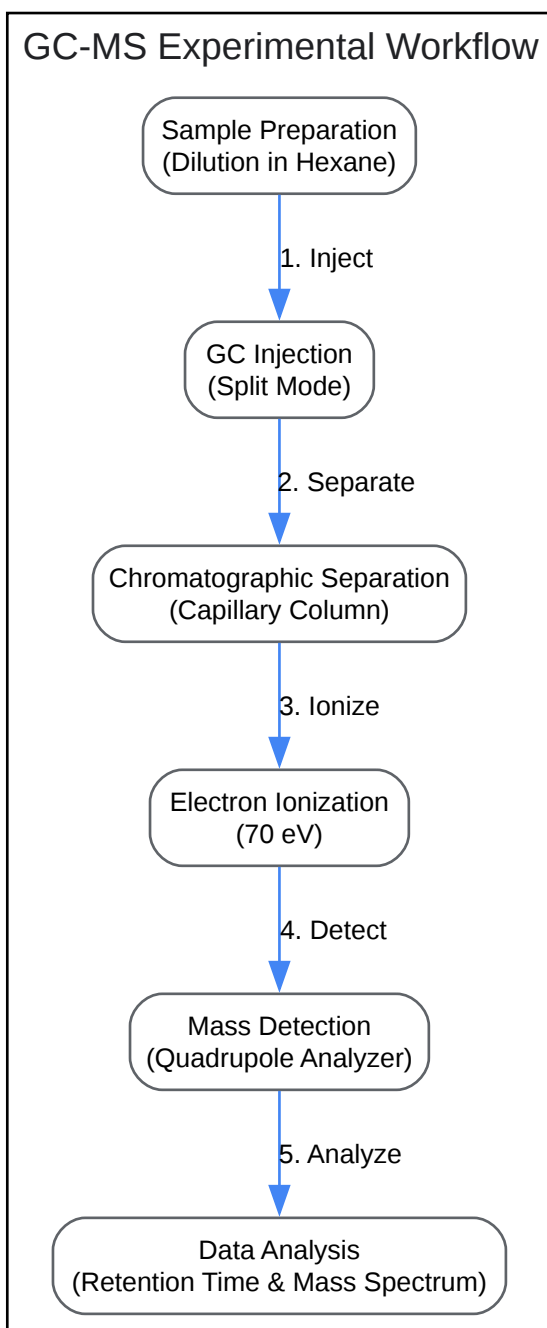 GC-MS Experimental Workflow
Sample Preparation
(Dilution in Hexane)
1. Inject
GC Injection
(Split Mode)
2. Separate
Chromatographic Separation
(Capillary Column)
3. Ionize
Electron Ionization
(70 eV)
4. Detect
Mass Detection
(Quadrupole Analyzer)
5. Analyze
Data Analysis
(Retention Time & Mass Spectrum)